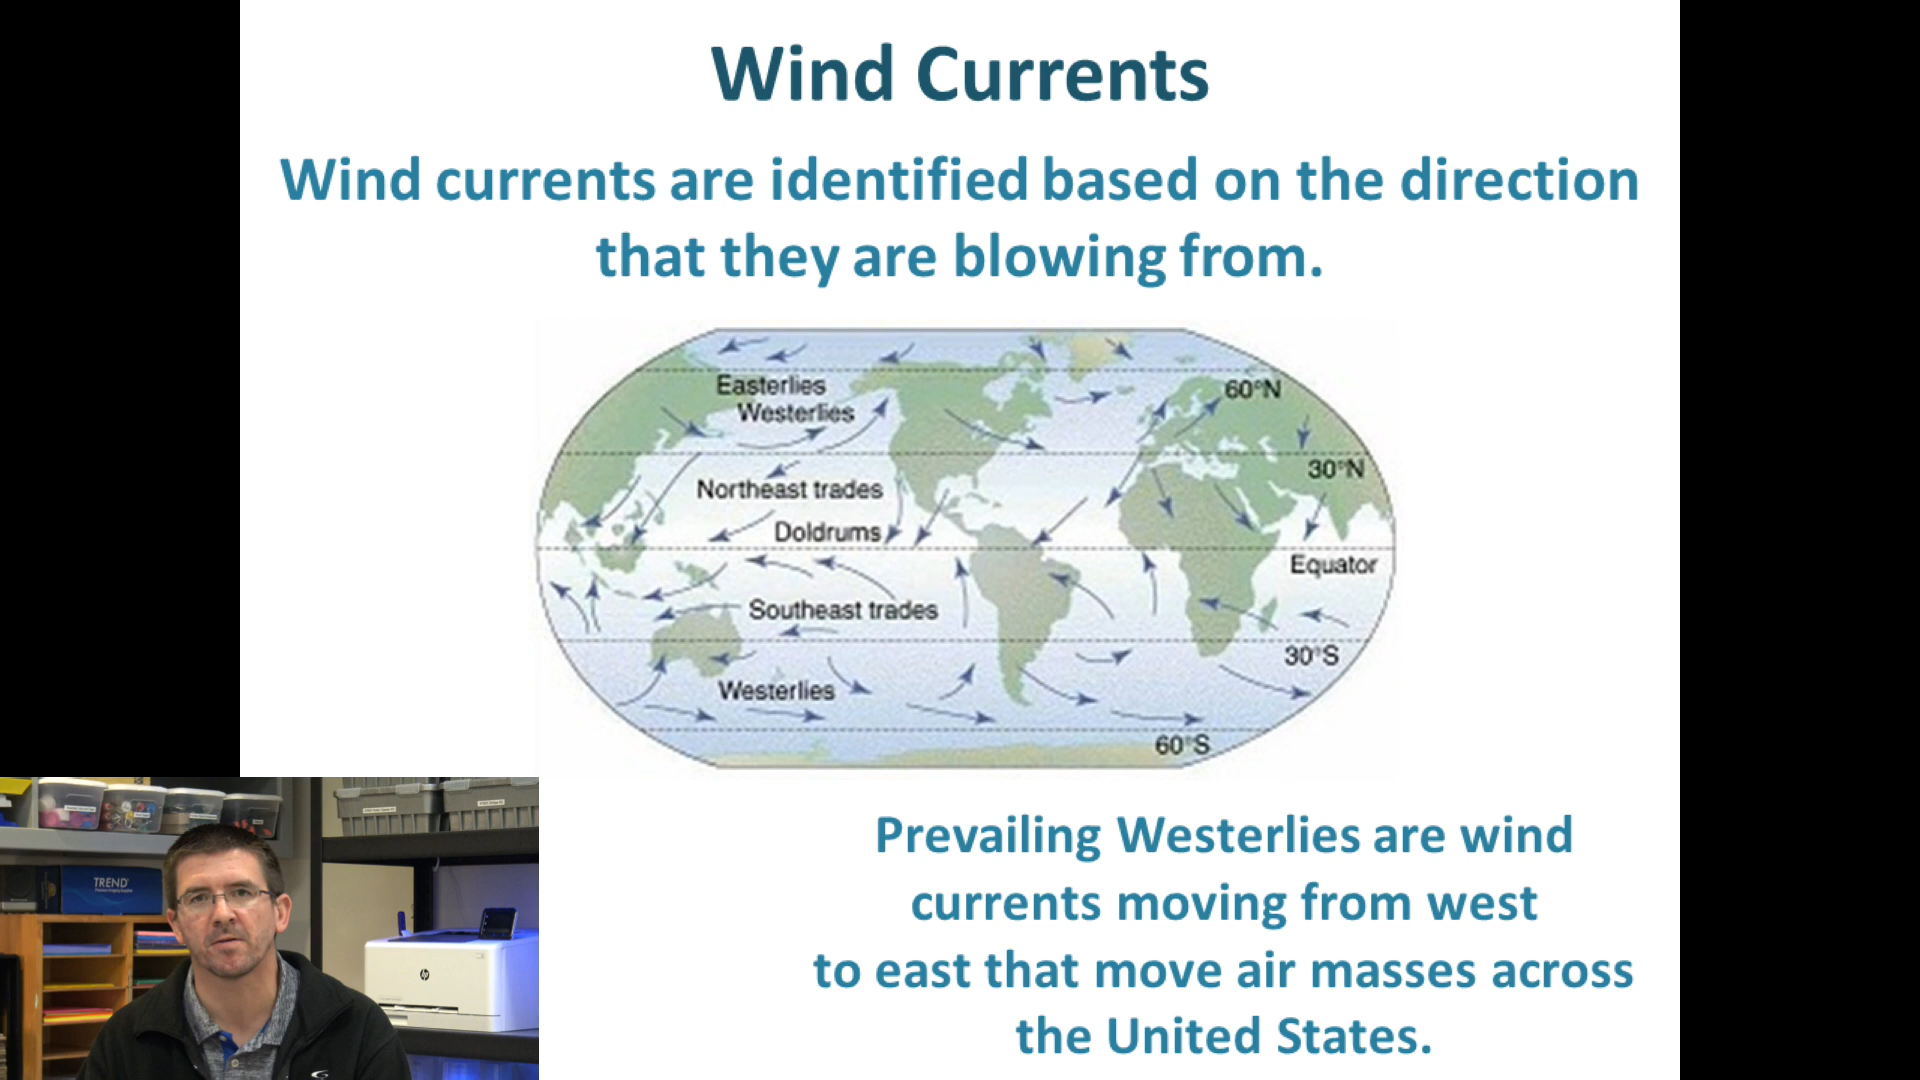 Wind Currents
Wind currents are identified based on the direction
that they are blowing from.
Easterlies
Westerlies
60°N
30°N
Northeast trades
Doldrums
Equator
Southeast trades
30°S
Westerlies
60°S
TREND
hp
Prevailing Westerlies are wind
currents moving from west
to east that move air masses across
the United States.